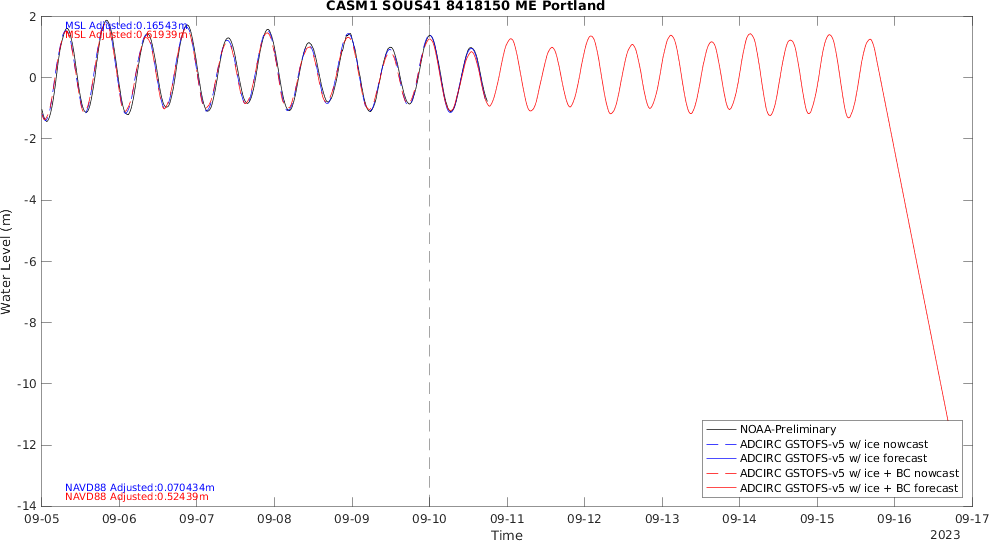 CASM1 SOUS41 8418150 ME Portland
MSL Adjusted:0.16543m
MSL Adjusted:0.61939m
2
0
-2
-4
-6
-8
-10
-12
-14
Water Level (m)
NOAA-Preliminary
ADCIRC GSTOFS-v5 w/ ice nowcast
ADCIRC GSTOFS-v5 w/ ice forecast
ADCIRC GSTOFS-v5 w/ ice + BC nowcast
ADCIRC GSTOFS-v5 w/ ice + BC forecast
NAVD88 Adjusted:0.070434m
NAVD88 Adjusted:0.52439m
09-05 09-06 09-07 09-08 09-09 09-10 09-11 09-12 09-13 09-14 09-15 09-16 09-17
Time
2023